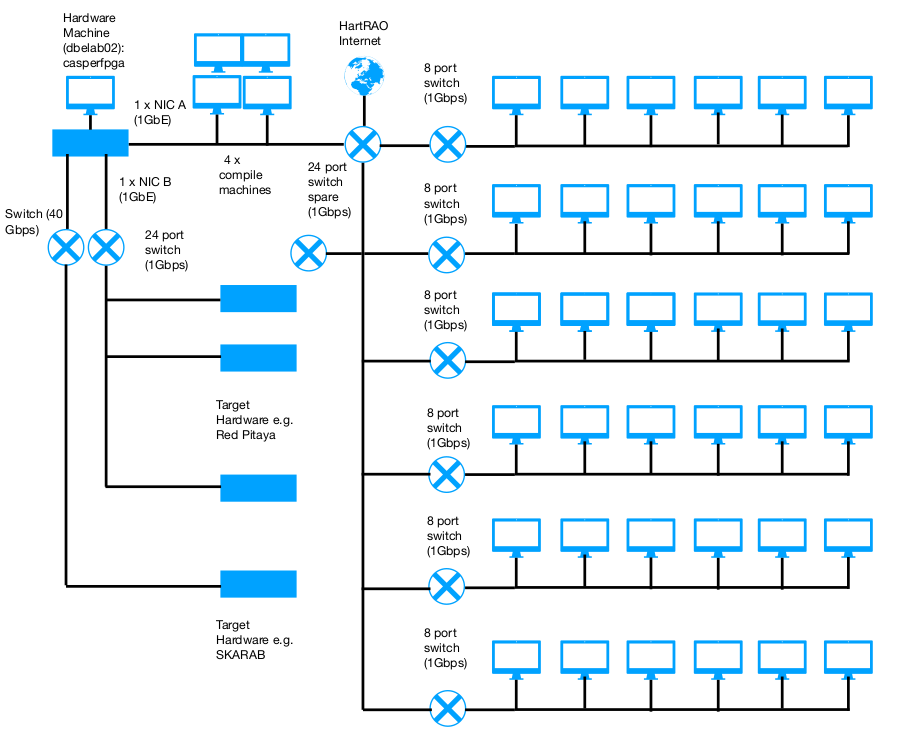 Hardware
Machine
(dbelab02):
casperfpga
HartRAO
Internet
8 port
switch
(1Gbps)
1 x NIC A
(1GbE)
4 x
compile
machines
24 port
switch
spare
(1Gbps)
1 x NIC B
(1GbE)
8 port
switch
(1Gbps)
Switch (40
Gbps)
24 port
switch
(1Gbps)
8 port
switch
(1Gbps)
Target
Hardware e.g.
Red Pitaya
8 port
switch
(1Gbps)
8 port
switch
(1Gbps)
Target
Hardware e.g.
SKARAB
8 port
switch
(1Gbps)